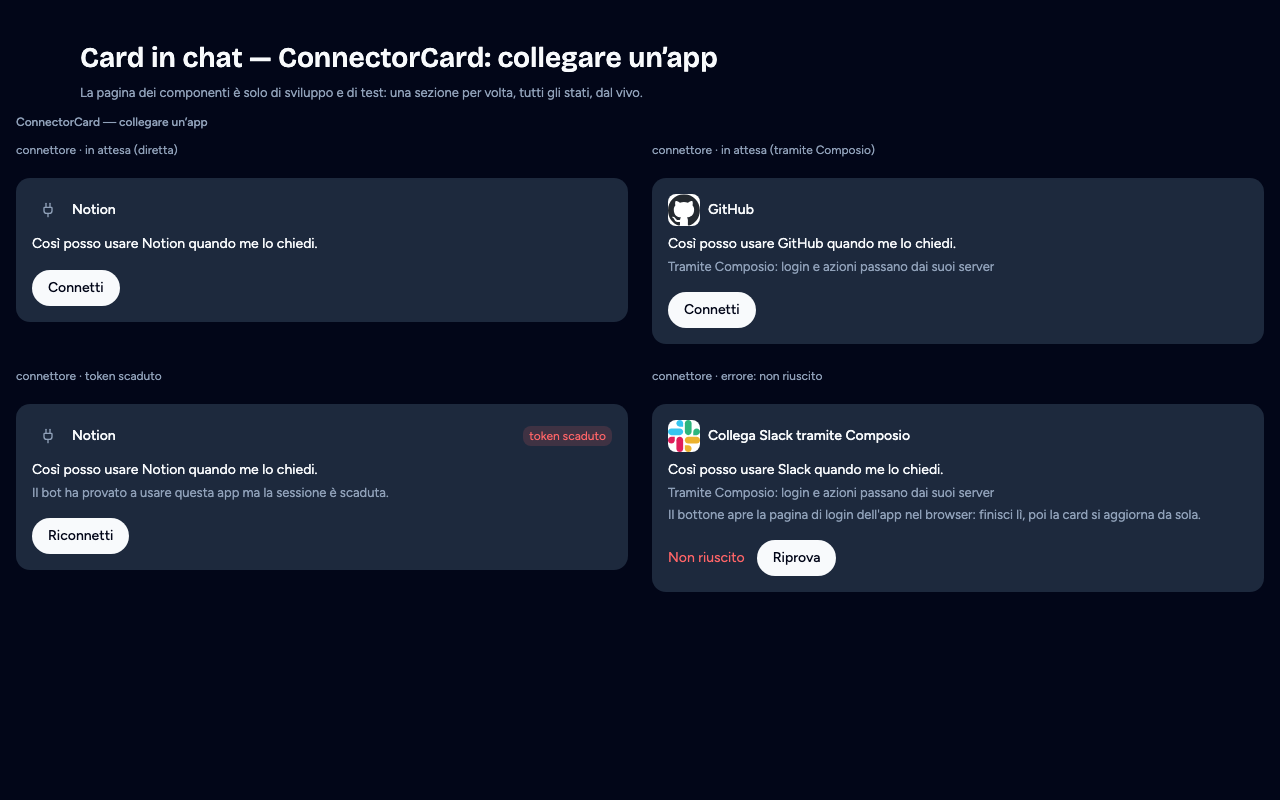 Card in chat — ConnectorCard: collegare un’app
La pagina dei componenti è solo di sviluppo e di test: una sezione per volta, tutti gli stati, dal vivo.
ConnectorCard — collegare un’app
connettore · in attesa (diretta)
Notion
Così posso usare Notion quando me lo chiedi.
Connetti
connettore · in attesa (tramite Composio)
GitHub
Così posso usare GitHub quando me lo chiedi.
Tramite Composio: login e azioni passano dai suoi server
Connetti
connettore · token scaduto
Notion
token scaduto
Così posso usare Notion quando me lo chiedi.
Il bot ha provato a usare questa app ma la sessione è scaduta.
Riconnetti
connettore · errore: non riuscito
Collega Slack tramite Composio
Così posso usare Slack quando me lo chiedi.
Tramite Composio: login e azioni passano dai suoi server
Il bottone apre la pagina di login dell'app nel browser: finisci lì, poi la card si aggiorna da sola.
Non riuscito
Riprova